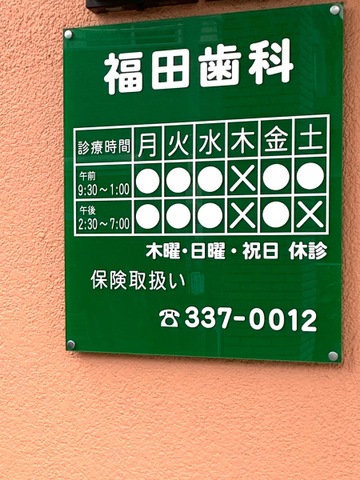 福田歯科
診療時間 月 火 水 木 金 土
午前
9:30~1:00 ● ● ● × ● ●
午後
2:30~7:00 ● ● ● × ● ×
木曜・日曜・祝日 休診
保険取扱い
☎337-0012